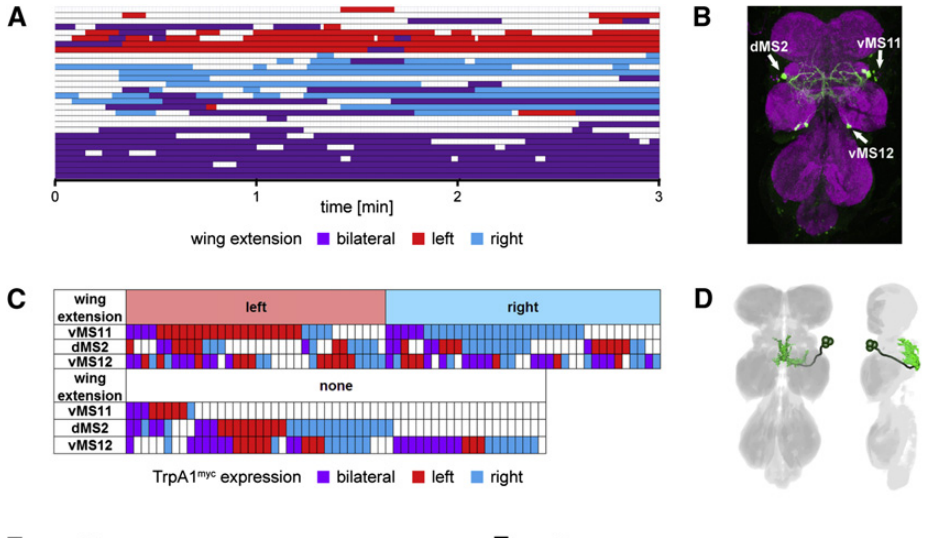 A
0
1
2
3
time [min]
wing extension bilateral left right
B
dMS2
vMS11
vMS12
C
wing extension left right
vMS11
dMS2
vMS12
wing extension none
vMS11
dMS2
vMS12
TrpA1myc expression bilateral left right
D